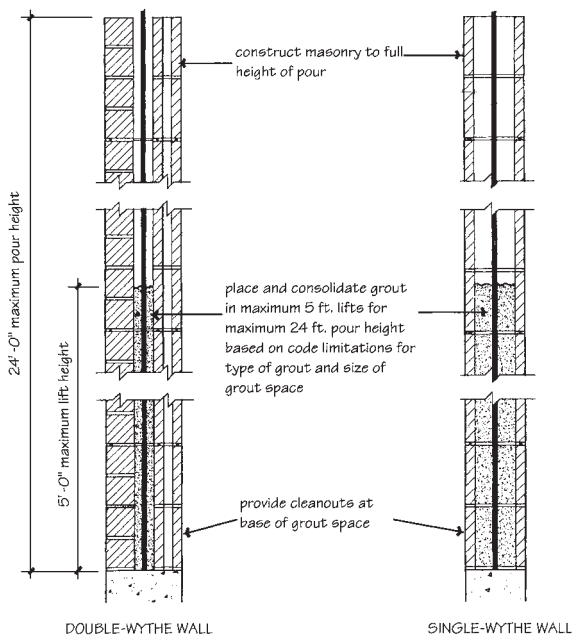 construct masonry to full
height of pour
24'-0" maximum pour height
5'-0" maximum lift height
place and consolidate grout
in maximum 5 ft. lifts for
maximum 24 ft. pour height
based on code limitations for
type of grout and size of
grout space
provide cleanouts at
base of grout space
DOUBLE-WYTHE WALL
SINGLE-WYTHE WALL